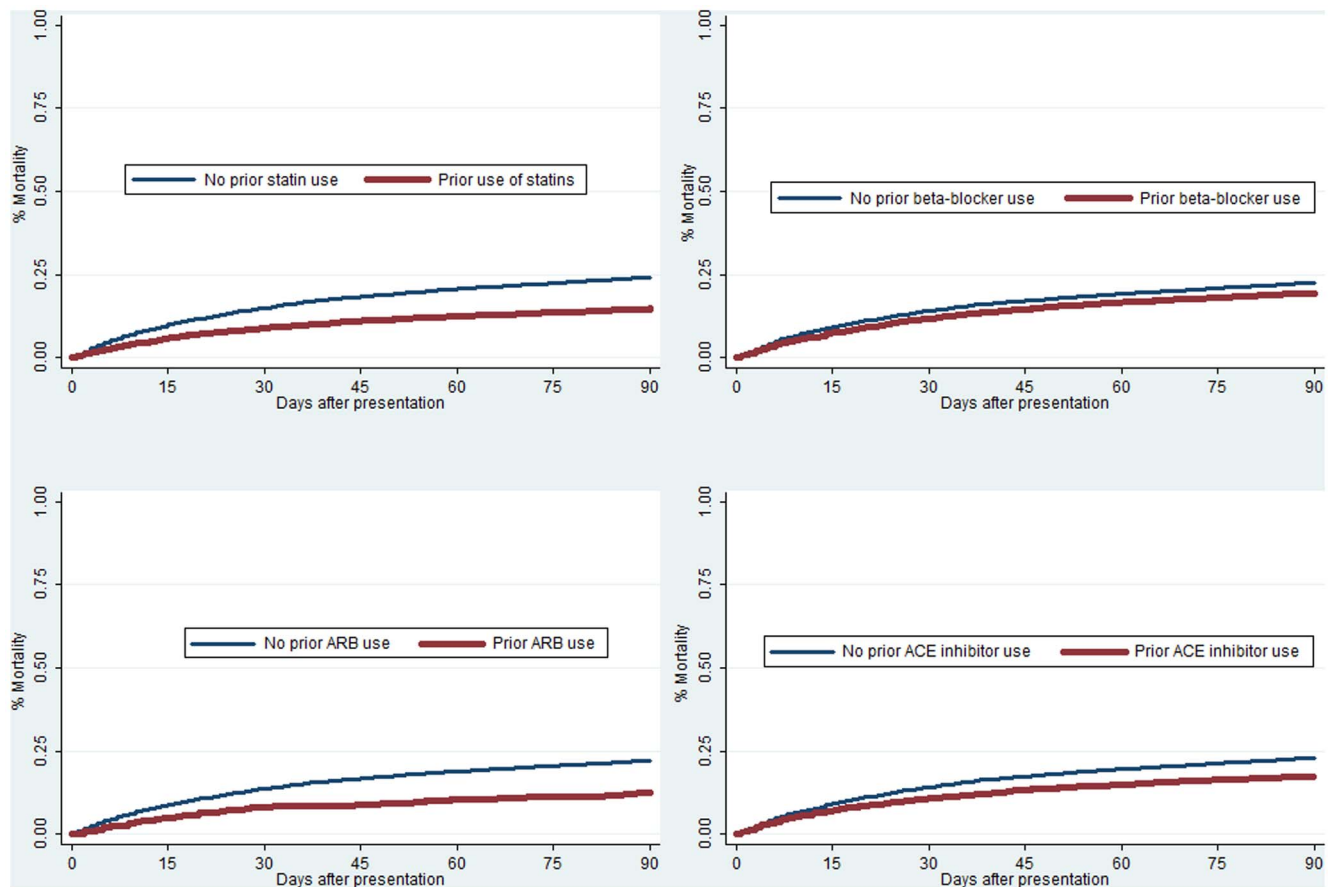 1.00
0.75
0.50
0.25
0.00
% Mortality
No prior statin use Prior use of statins
0 15 30 45 60 75 90
Days after presentation
1.00
0.75
0.50
0.25
0.00
% Mortality
No prior beta-blocker use Prior beta-blocker use
0 15 30 45 60 75 90
Days after presentation
1.00
0.75
0.50
0.25
0.00
% Mortality
No prior ARB use Prior ARB use
0 15 30 45 60 75 90
Days after presentation
1.00
0.75
0.50
0.25
0.00
% Mortality
No prior ACE inhibitor use Prior ACE inhibitor use
0 15 30 45 60 75 90
Days after presentation